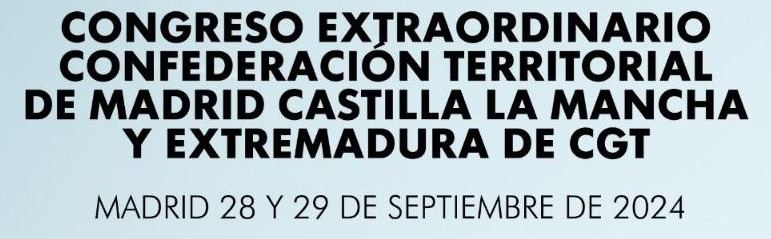 CONGRESO EXTRAORDINARIO
CONFEDERACIÓN TERRITORIAL
DE MADRID CASTILLA LA MANCHA
Y EXTREMADURA DE CGT
MADRID 28 Y 29 DE SEPTIEMBRE DE 2024